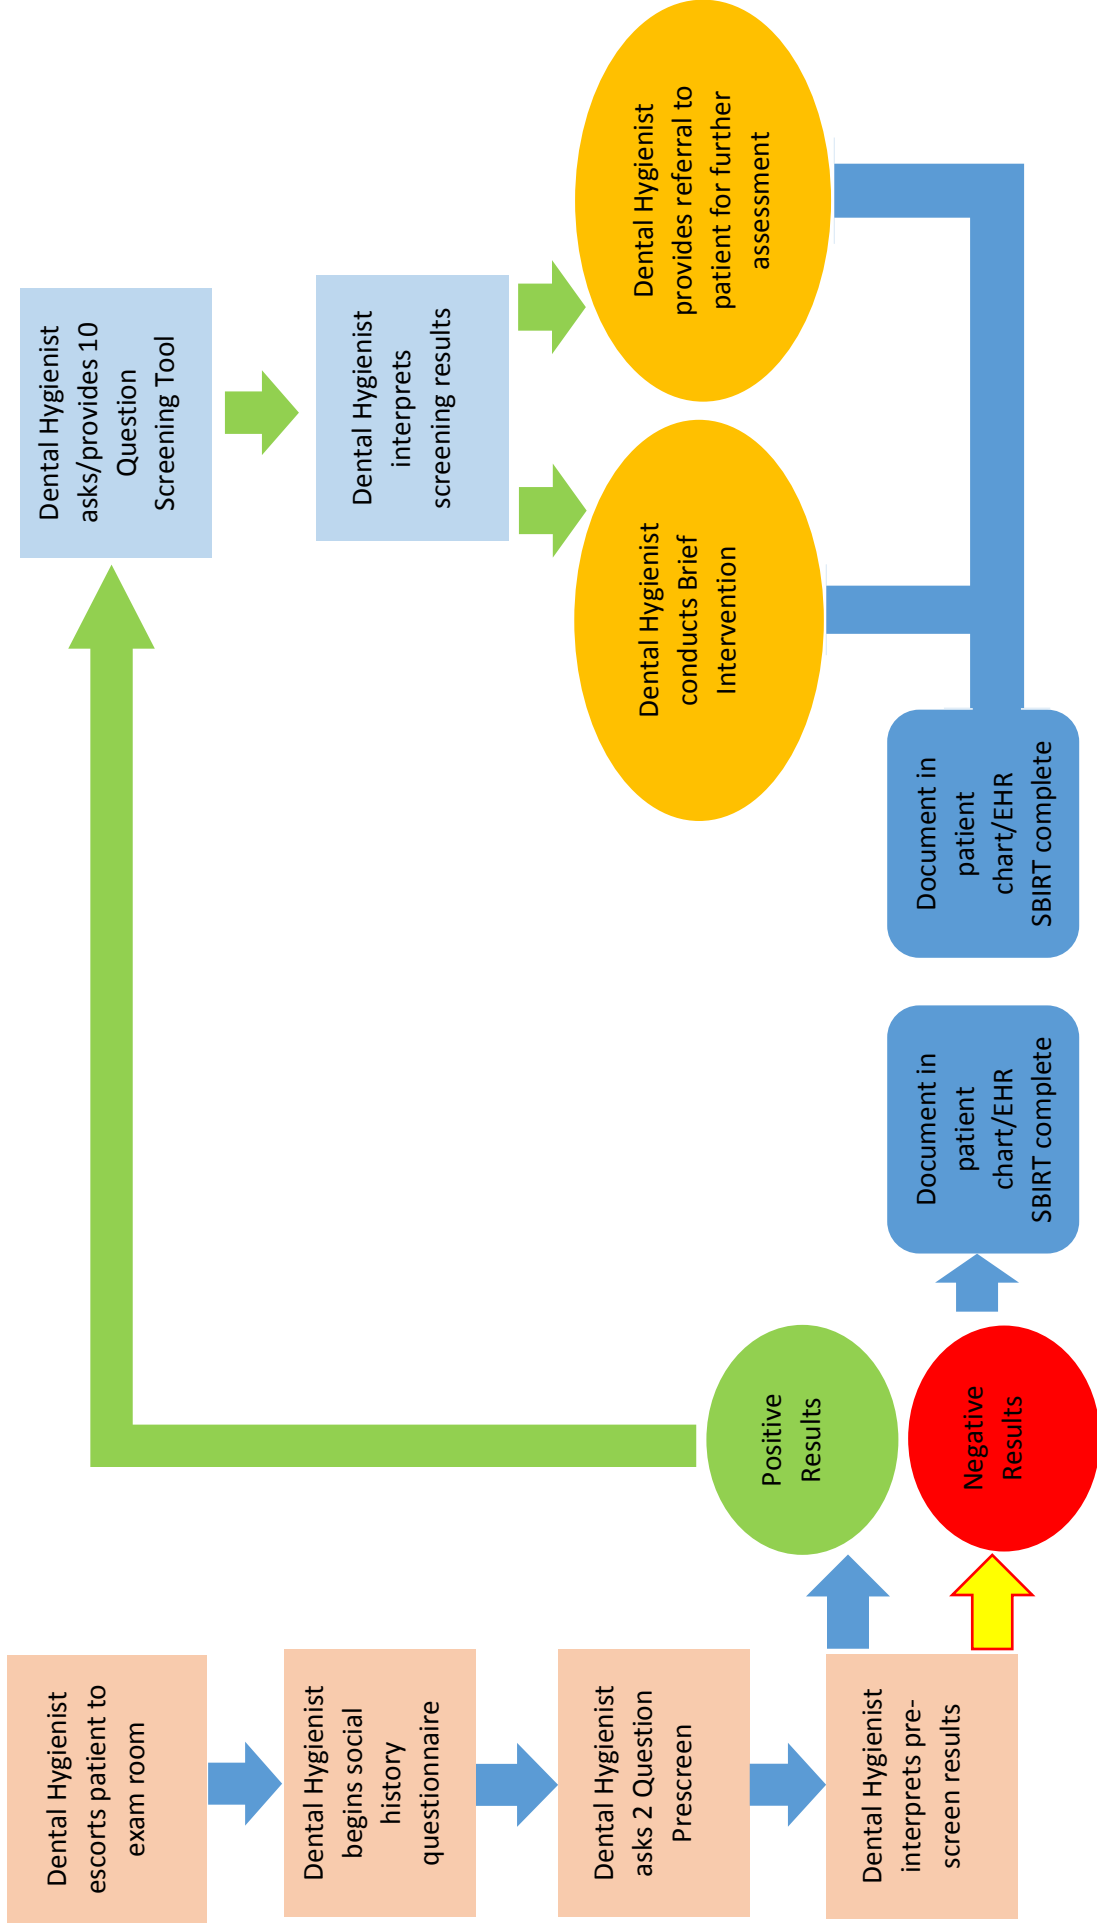 Dental Hygienist
escorts patient to
exam room
Dental Hygienist
begins social
history
questionnaire
Dental Hygienist
asks 2 Question
Prescreen
Dental Hygienist
interprets pre-
screen results
Positive
Results
Negative
Results
Document in
patient
chart/EHR
SBIRT complete
Dental Hygienist
asks/provides 10
Question
Screening Tool
Dental Hygienist
interprets
screening results
Dental Hygienist
conducts Brief
Intervention
Dental Hygienist
provides referral to
patient for further
assessment
Document in
patient
chart/EHR
SBIRT complete